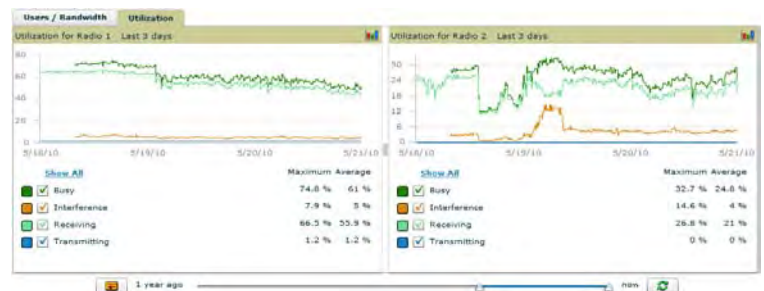 Users / Bandwidth Utilization
Utilization for Radio 1 Last 3 days
80
60
40
20
0
5/18/10 5/19/10 5/20/10 5/21/10
Show All Maximum Average
Busy 74.8 % 61 %
Interference 7.9 % 5 %
Receiving 66.5 % 55.9 %
Transmitting 1.2 % 1.2 %
Utilization for Radio 2 Last 3 days
30
24
18
12
6
0
5/18/10 5/19/10 5/20/10 5/21/10
Show All Maximum Average
Busy 32.7 % 24.8 %
Interference 14.6 % 4 %
Receiving 26.8 % 21 %
Transmitting 0 % 0 %
1 year ago now